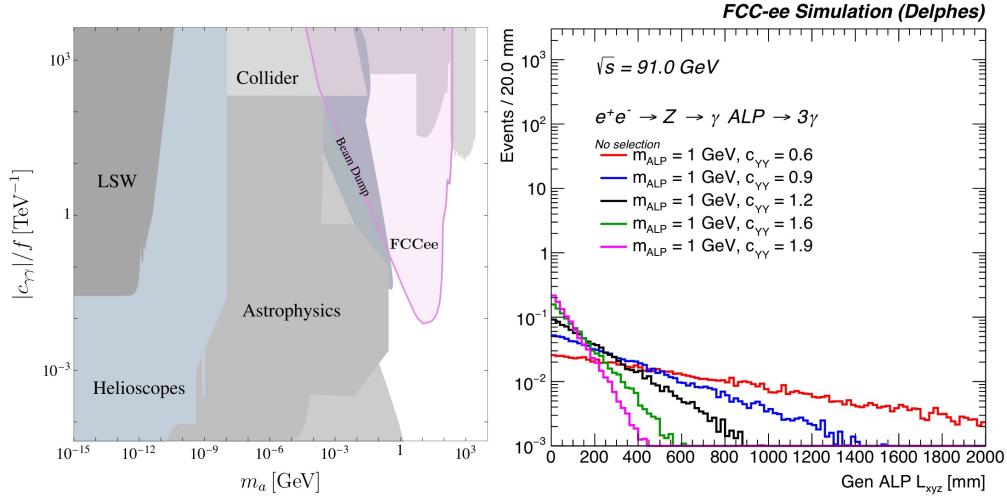 10³
1
10⁻³
|c_γγ|/f [TeV⁻¹]
LSW
Helioscopes
Collider
Beam Dump
FCCee
Astrophysics
10⁻¹⁵ 10⁻¹² 10⁻⁹ 10⁻⁶ 10⁻³ 1 10³
m_a [GeV]
FCC-ee Simulation (Delphes)
Events / 20.0 mm
10³
10²
10
1
10⁻¹
10⁻²
10⁻³
√s = 91.0 GeV
e⁺e⁻ → Z → γ ALP → 3γ
No selection
m_ALP = 1 GeV, c_YY = 0.6
m_ALP = 1 GeV, c_YY = 0.9
m_ALP = 1 GeV, c_YY = 1.2
m_ALP = 1 GeV, c_YY = 1.6
m_ALP = 1 GeV, c_YY = 1.9
0 200 400 600 800 1000 1200 1400 1600 1800 2000
Gen ALP L_xyz [mm]